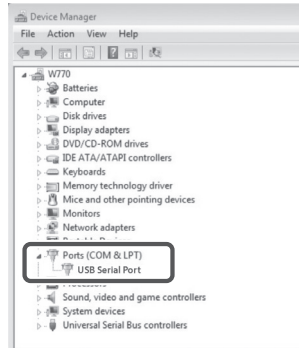 Device Manager
File Action View Help
W770
Batteries
Computer
Disk drives
Display adapters
DVD/CD-ROM drives
IDE ATA/ATAPI controllers
Keyboards
Memory technology driver
Mice and other pointing devices
Monitors
Network adapters
Ports (COM & LPT)
USB Serial Port
Sound, video and game controllers
System devices
Universal Serial Bus controllers